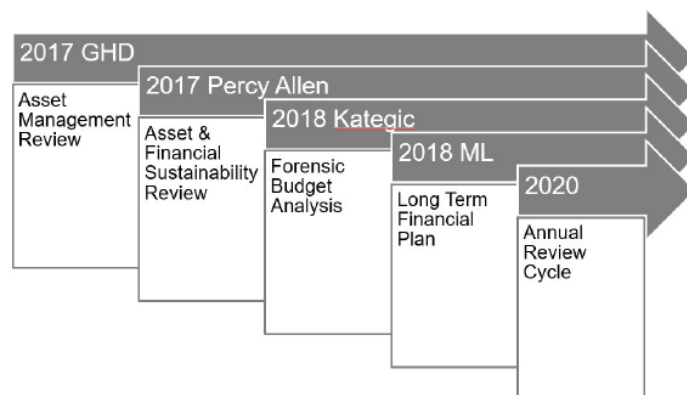 2017 GHD
Asset
Management
Review
2017 Percy Allen
Asset &
Financial
Sustainability
Review
2018 Kategic
Forensic
Budget
Analysis
2018 ML
Long Term
Financial
Plan
2020
Annual
Review
Cycle